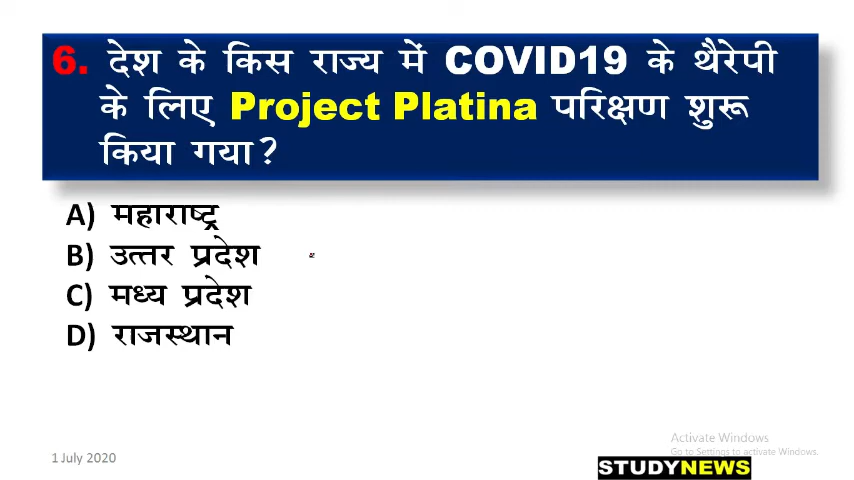 6. देश के किस राज्य में COVID19 के थैरेपी
के लिए Project Platina परिक्षण शुरू
किया गया?
A) महाराष्ट्र
B) उत्तर प्रदेश
C) मध्य प्रदेश
D) राजस्थान
Activate Windows
Go to Settings to activate Windows.
1 July 2020
STUDYNEWS